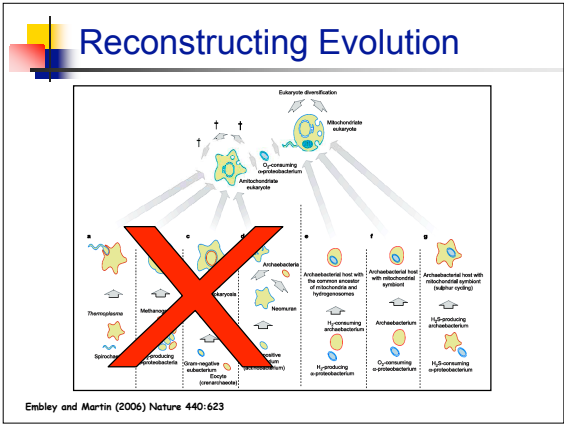 Reconstructing Evolution
Eukaryote diversification
Mitochondriate
eukaryote
† † †
O₂-consuming
α-proteobacterium
Amitochondriate
eukaryote
a c d e f g
Archaebacteria
Archaebacterial host with
the common ancestor
of mitochondria and
hydrogenosomes
Archaebacterial host
with mitochondrial
symbiont
Archaebacterial host with
mitochondrial symbiont
(sulphur cycling)
Neomuran
Thermoplasma
H₂-consuming
archaebacterium
Archaebacterium
H₂S-producing
archaebacterium
Gram-negative
eubacterium
Eocyte
(crenarchaeote)
H₂-producing
α-proteobacterium
O₂-consuming
α-proteobacterium
H₂S-consuming
α-proteobacterium
Embley and Martin (2006) Nature 440:623